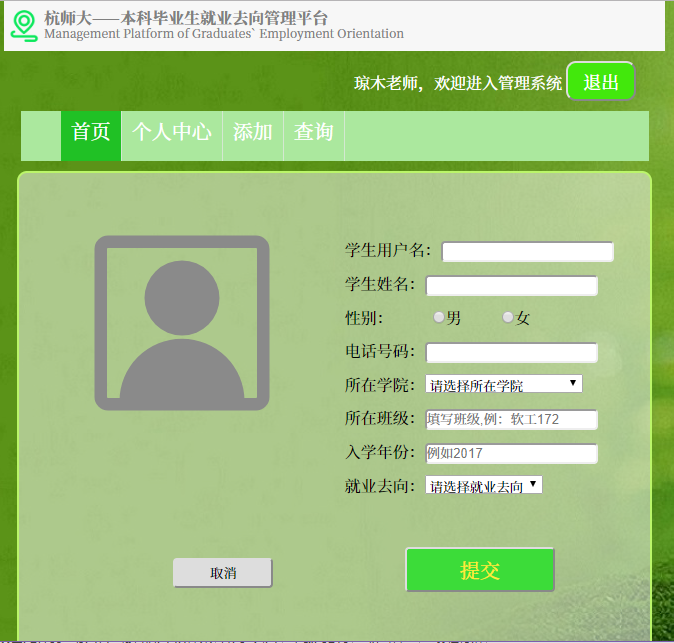 杭师大——本科毕业生就业去向管理平台
Management Platform of Graduates` Employment Orientation
琼木老师，欢迎进入管理系统 退出
首页 个人中心 添加 查询
学生用户名：
学生姓名：
性别： 男 女
电话号码：
所在学院： 请选择所在学院
所在班级： 填写班级,例：软工172
入学年份： 例如2017
就业去向： 请选择就业去向
取消 提交